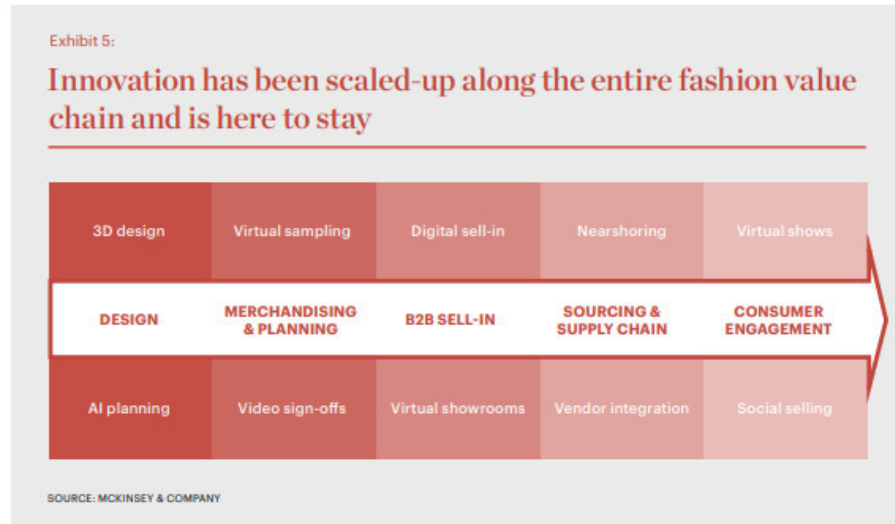 Exhibit 5:
Innovation has been scaled-up along the entire fashion value
chain and is here to stay
3D design
Virtual sampling
Digital sell-in
Nearshoring
Virtual shows
DESIGN
MERCHANDISING
& PLANNING
B2B SELL-IN
SOURCING &
SUPPLY CHAIN
CONSUMER
ENGAGEMENT
AI planning
Video sign-offs
Virtual showrooms
Vendor integration
Social selling
SOURCE: MCKINSEY & COMPANY